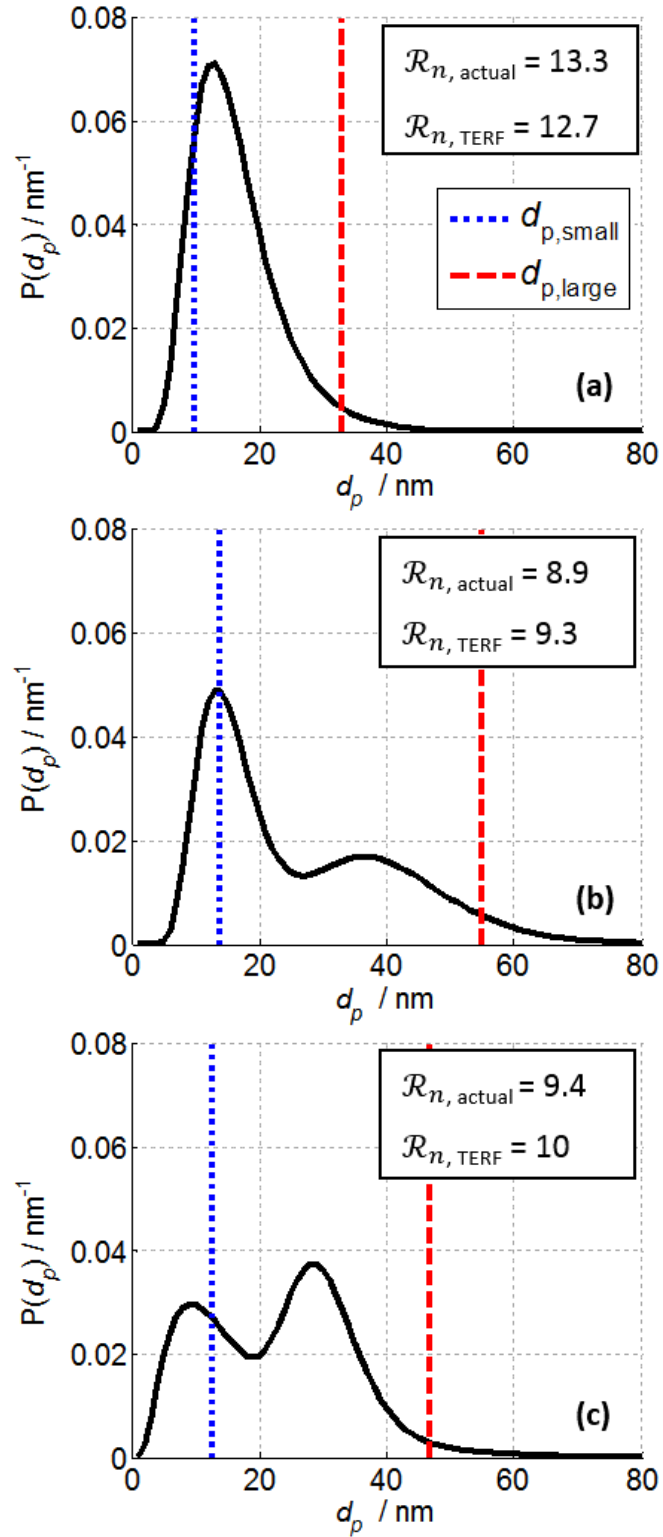 0.08
0.06
0.04
0.02
0
P(dₚ) / nm⁻¹
ℛₙ, actual = 13.3
ℛₙ, TERF = 12.7
d p,small
d p,large
(a)
0 20 40 60 80
dₚ / nm
0.08
0.06
0.04
0.02
0
P(dₚ) / nm⁻¹
ℛₙ, actual = 8.9
ℛₙ, TERF = 9.3
(b)
0 20 40 60 80
dₚ / nm
0.08
0.06
0.04
0.02
0
P(dₚ) / nm⁻¹
ℛₙ, actual = 9.4
ℛₙ, TERF = 10
(c)
0 20 40 60 80
dₚ / nm